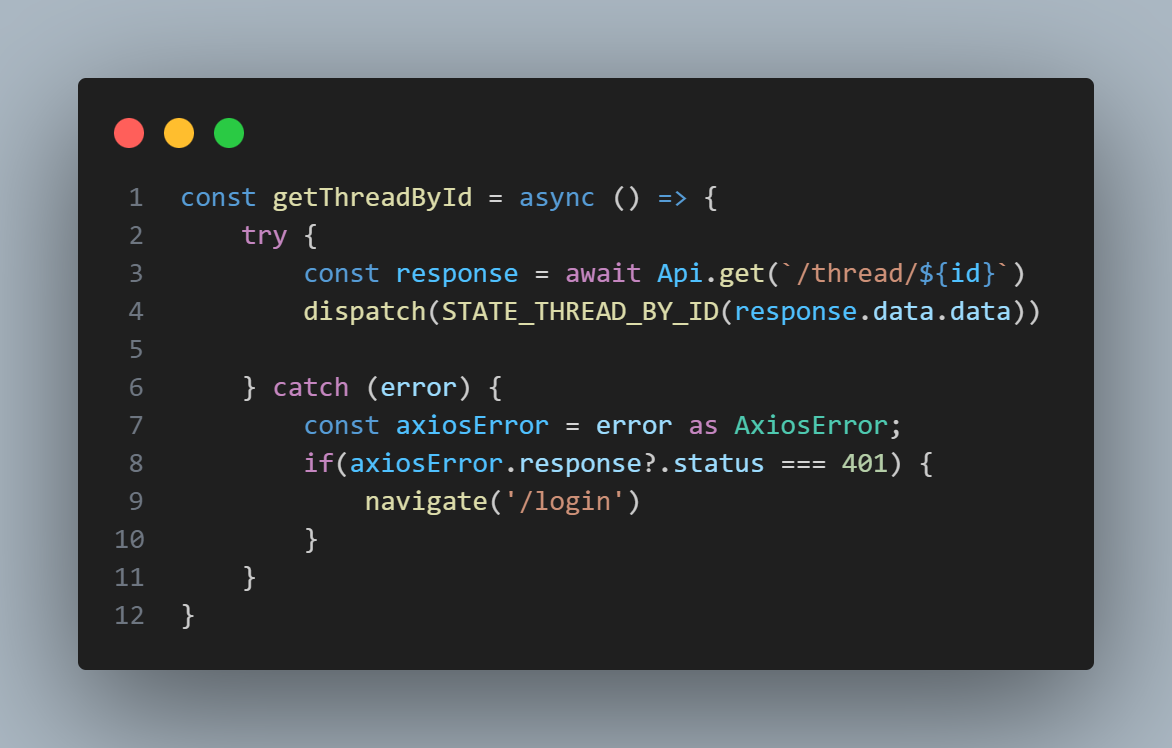 1 const getThreadById = async () => {
2     try {
3         const response = await Api.get(`/thread/${id}`)
4         dispatch(STATE_THREAD_BY_ID(response.data.data))
5
6     } catch (error) {
7         const axiosError = error as AxiosError;
8         if(axiosError.response?.status === 401) {
9             navigate('/login')
10         }
11     }
12 }